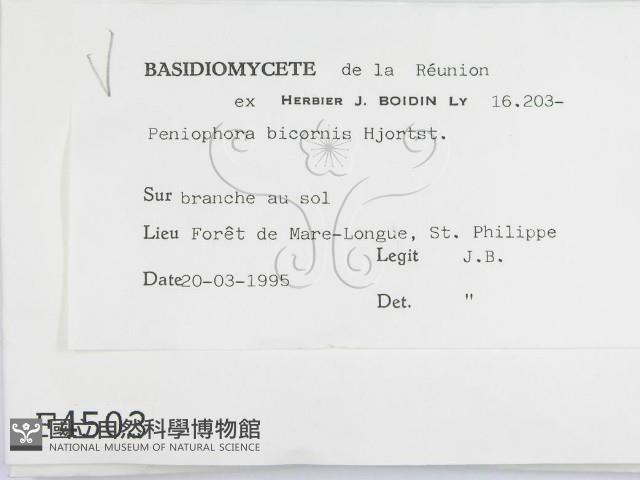 BASIDIOMYCETE de la Réunion
ex HERBIER J. BOIDIN LY 16.203-
Peniophora bicornis Hjortst.
Sur branche au sol
Lieu Forêt de Mare-Longue, St. Philippe
Legit J.B.
Date 20-03-1995
Det. "
F4503
國立自然科學博物館
NATIONAL MUSEUM OF NATURAL SCIENCE